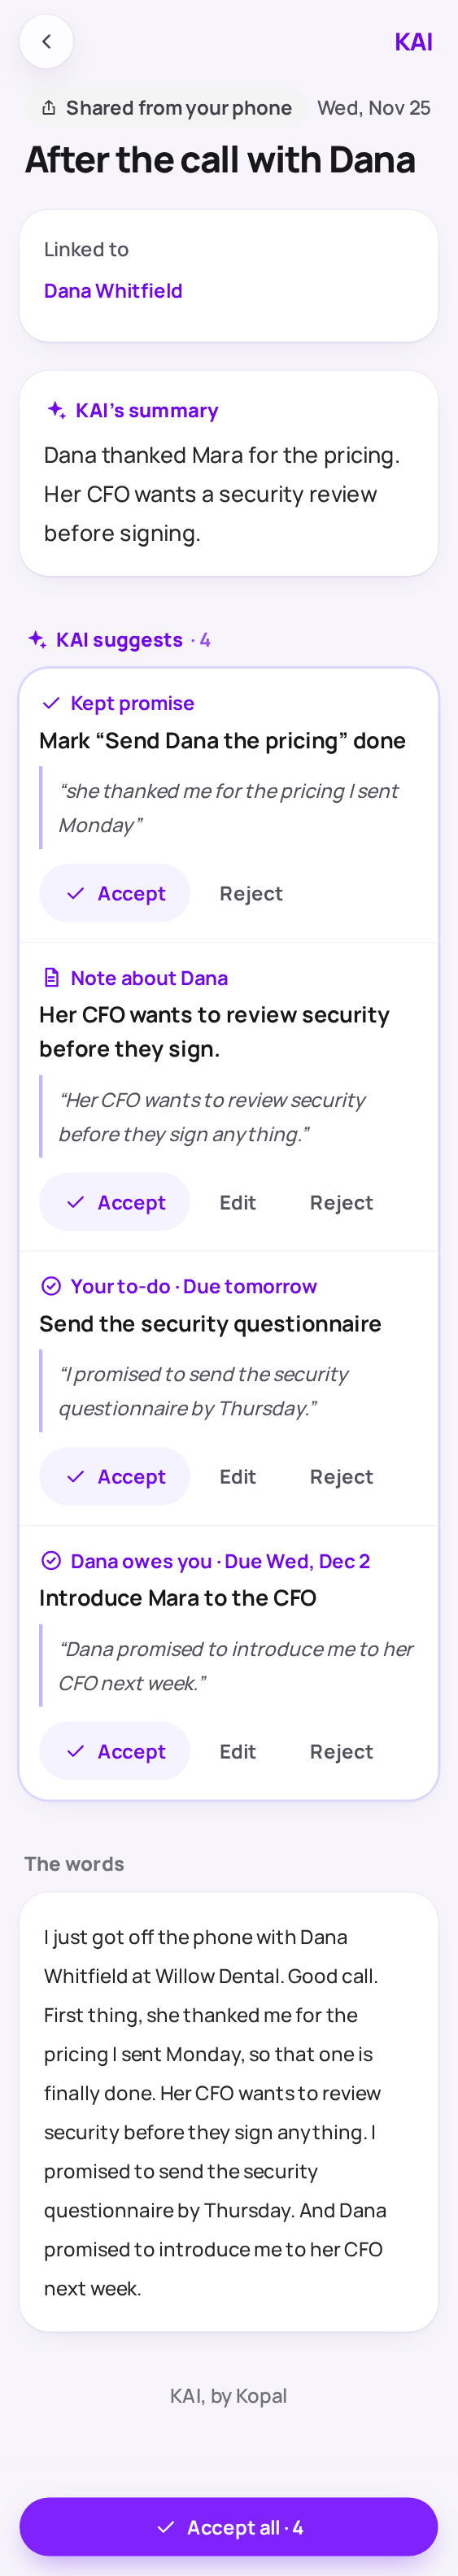 KAI
Shared from your phone Wed, Nov 25
After the call with Dana
Linked to
Dana Whitfield
KAI’s summary
Dana thanked Mara for the pricing.
Her CFO wants a security review
before signing.
KAI suggests · 4
Kept promise
Mark “Send Dana the pricing” done
“she thanked me for the pricing I sent
Monday”
Accept Reject
Note about Dana
Her CFO wants to review security
before they sign.
“Her CFO wants to review security
before they sign anything.”
Accept Edit Reject
Your to-do · Due tomorrow
Send the security questionnaire
“I promised to send the security
questionnaire by Thursday.”
Accept Edit Reject
Dana owes you · Due Wed, Dec 2
Introduce Mara to the CFO
“Dana promised to introduce me to her
CFO next week.”
Accept Edit Reject
The words
I just got off the phone with Dana
Whitfield at Willow Dental. Good call.
First thing, she thanked me for the
pricing I sent Monday, so that one is
finally done. Her CFO wants to review
security before they sign anything. I
promised to send the security
questionnaire by Thursday. And Dana
promised to introduce me to her CFO
next week.
KAI, by Kopal
Accept all · 4